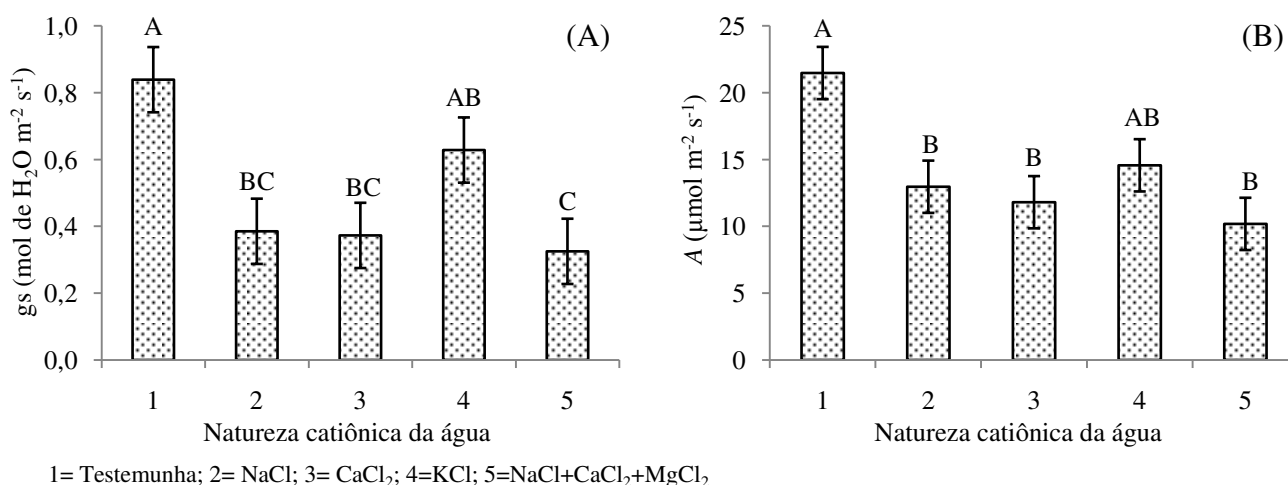 (A)
gs (mol de H₂O m⁻² s⁻¹)
1,0
0,8
0,6
0,4
0,2
0,0
A
BC
BC
AB
C
1 2 3 4 5
Natureza catiônica da água
(B)
A (µmol m⁻² s⁻¹)
25
20
15
10
5
0
A
B
B
AB
B
1 2 3 4 5
Natureza catiônica da água
1= Testemunha; 2= NaCl; 3= CaCl₂; 4=KCl; 5=NaCl+CaCl₂+MgCl₂